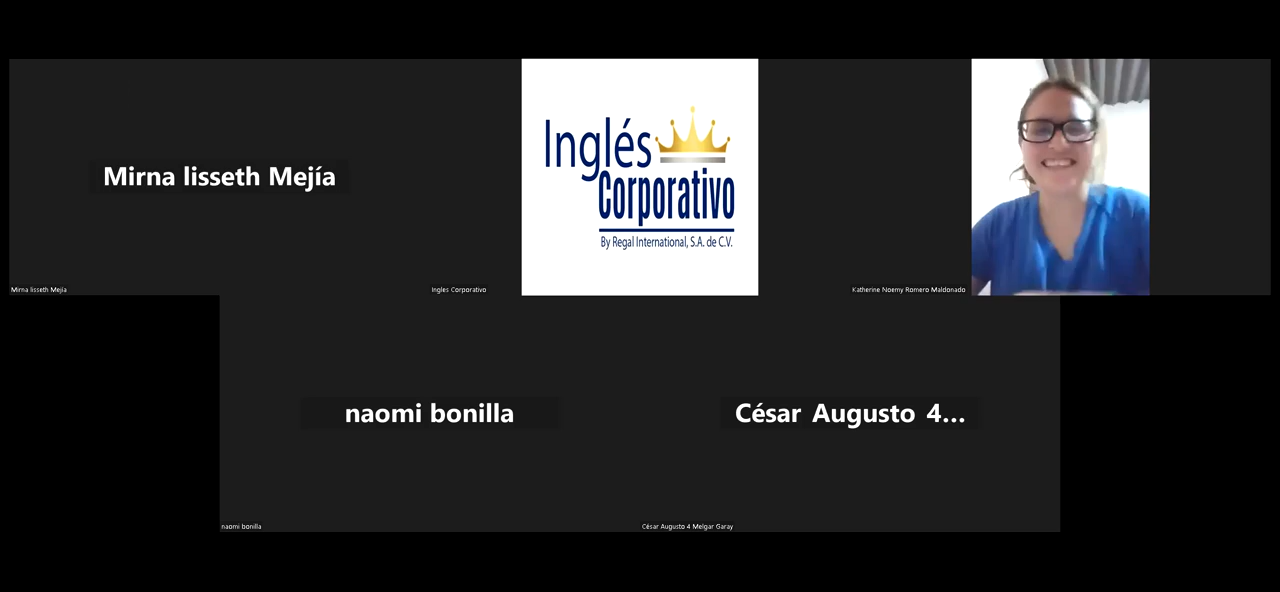 Mirna lisseth Mejía
Mirna lisseth Mejía
Inglés
Corporativo
By Regal International, S.A. de C.V.
Ingles Corporativo
Katherine Noemy Romero Maldonado
naomi bonilla
naomi bonilla
César Augusto 4...
César Augusto 4 Melgar Garay